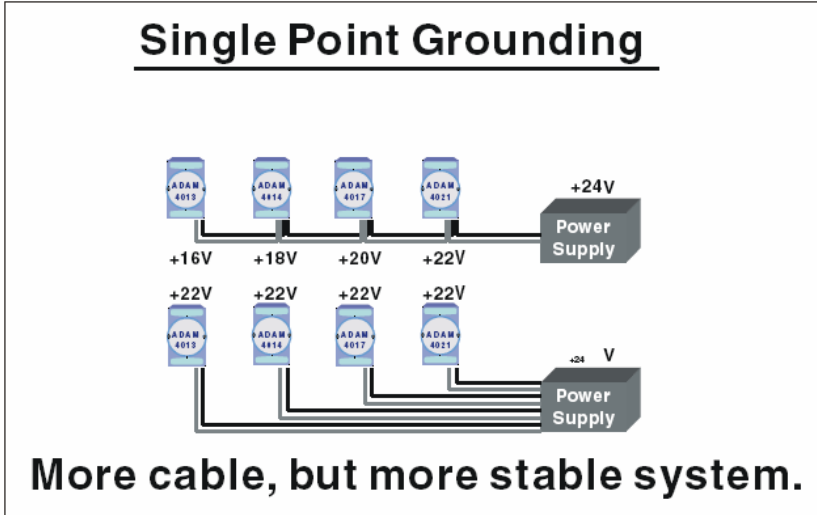 Single Point Grounding
ADAM 4013
ADAM 4014
ADAM 4017
ADAM 4021
+24V
Power
Supply
+16V +18V +20V +22V
+22V +22V +22V +22V
ADAM 4013
ADAM 4014
ADAM 4017
ADAM 4021
+24 V
Power
Supply
More cable, but more stable system.